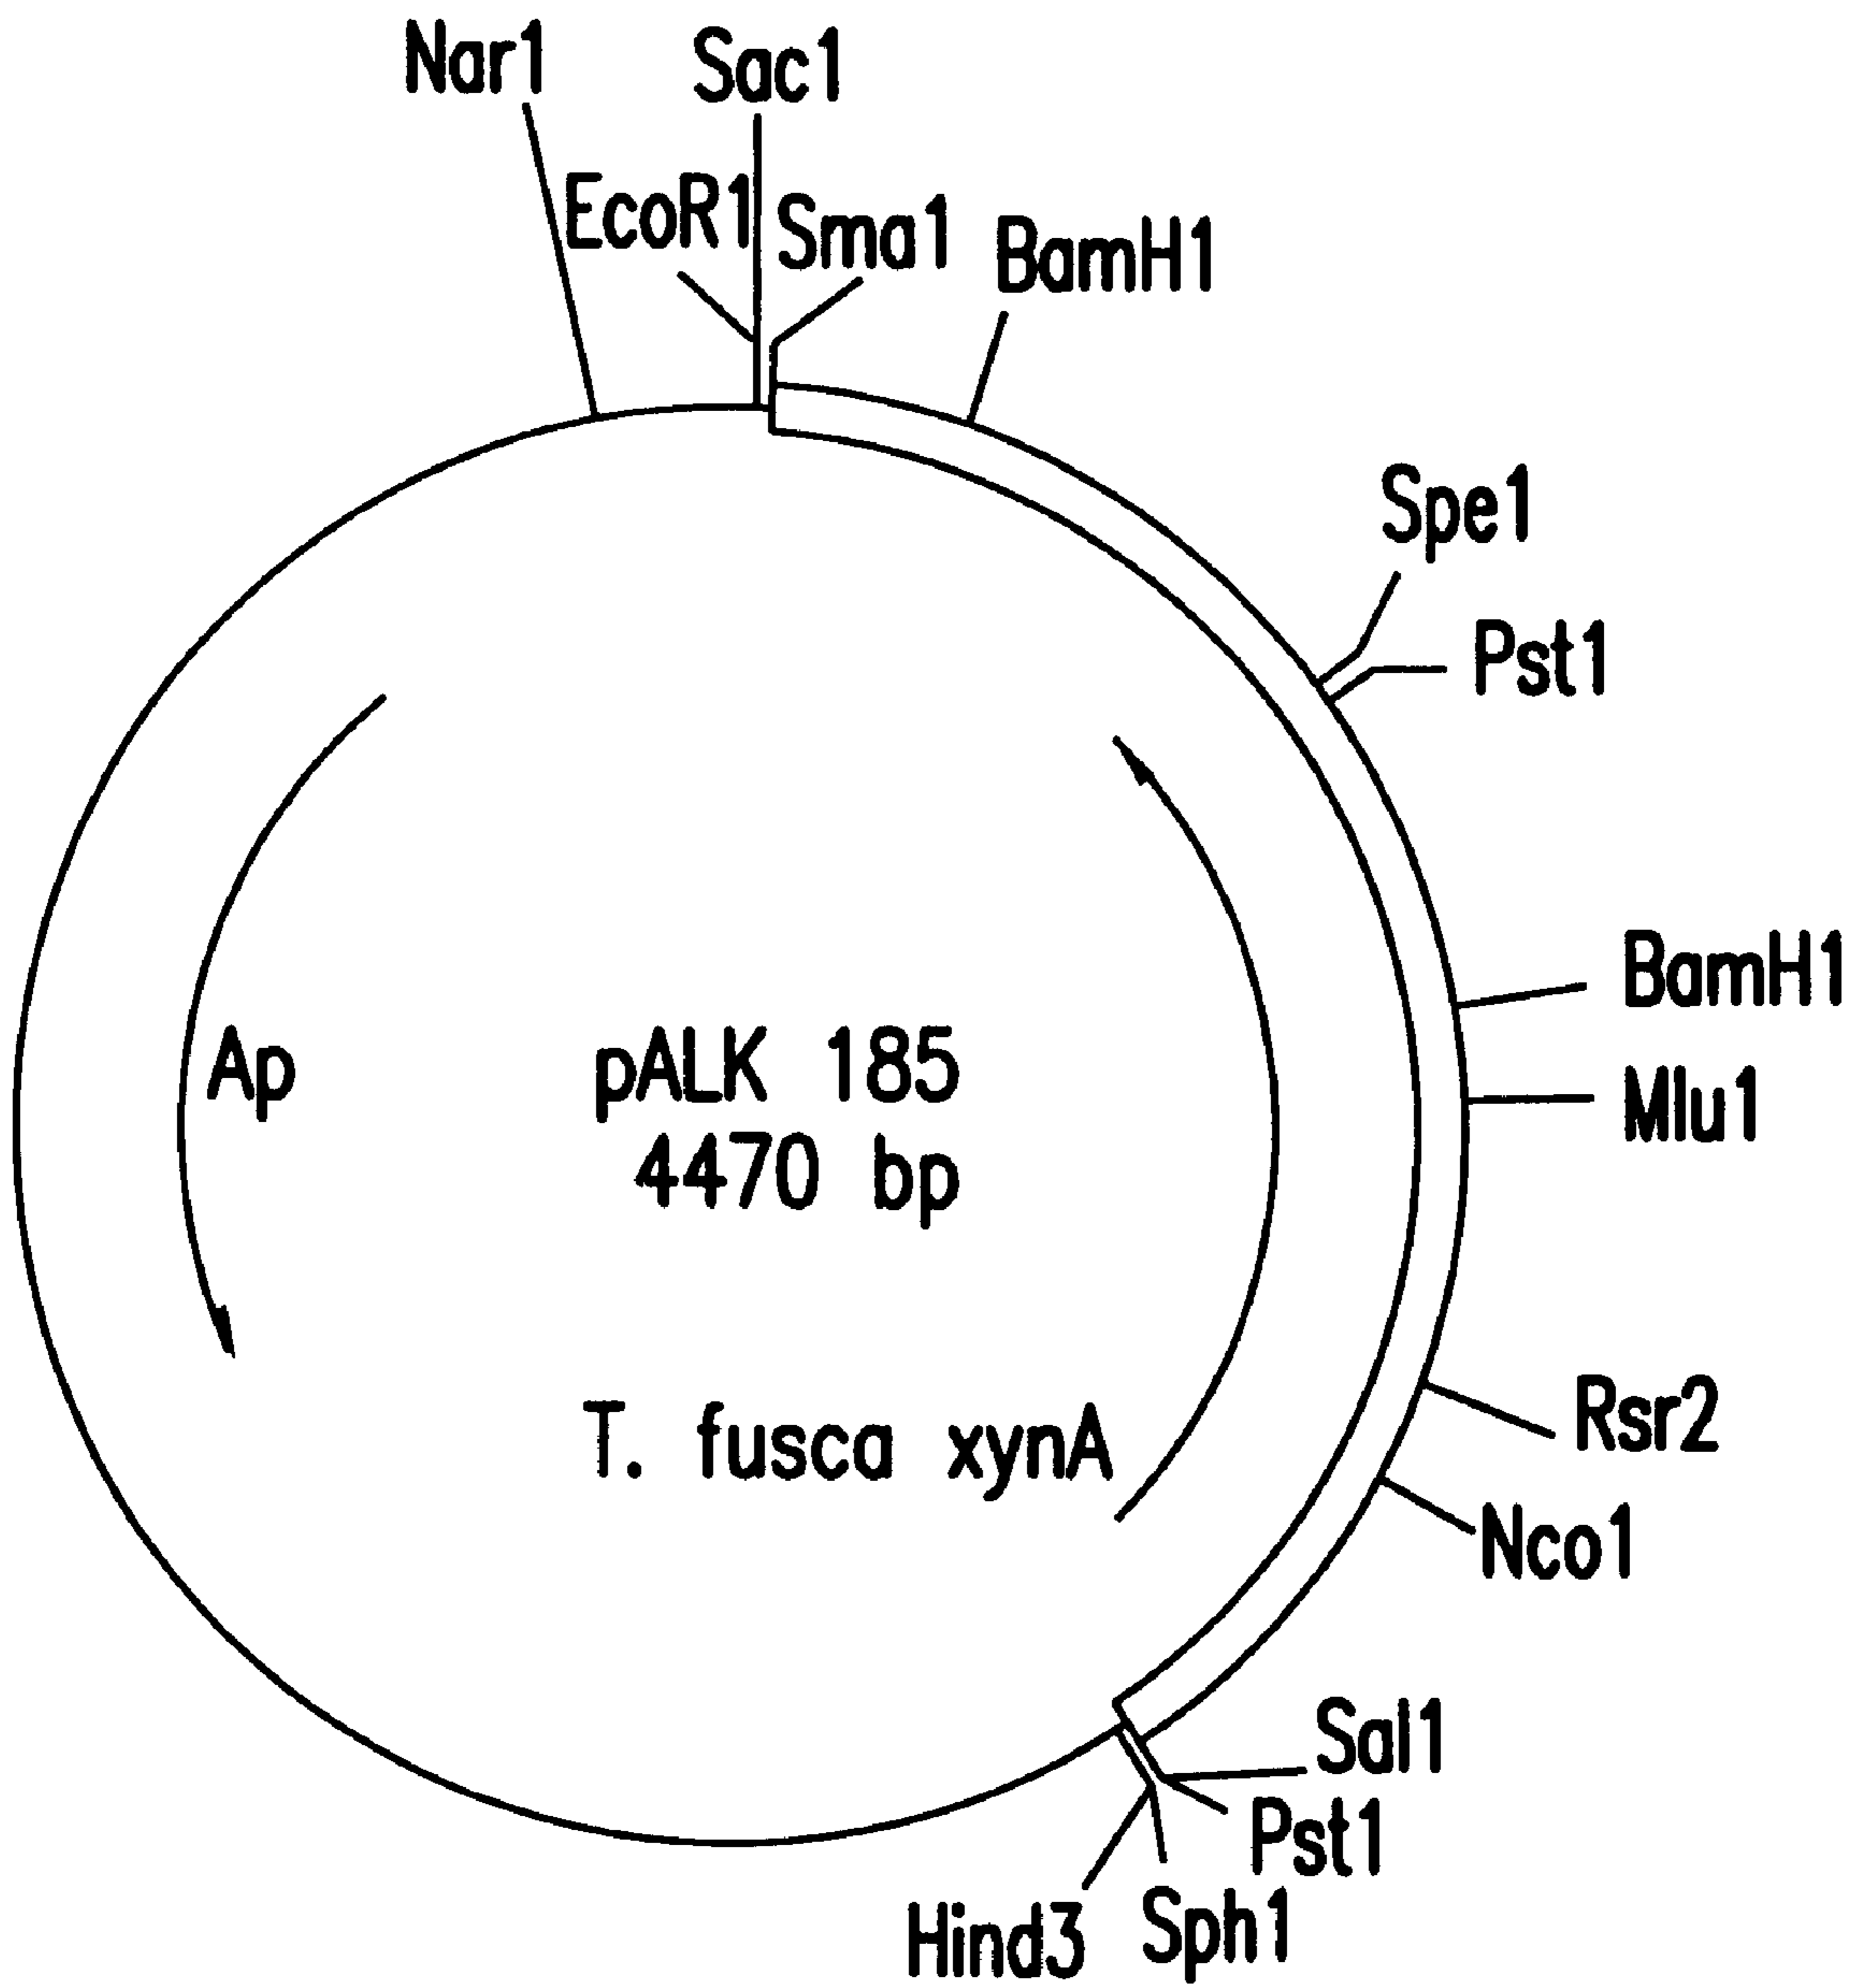 Nar1
Sac1
EcoR1
Sma1
BamH1
Spe1
Pst1
BamH1
Mlu1
Ap
pALK 185
4470 bp
T. fusca xynA
Rsr2
Nco1
Sal1
Pst1
Sph1
Hind3